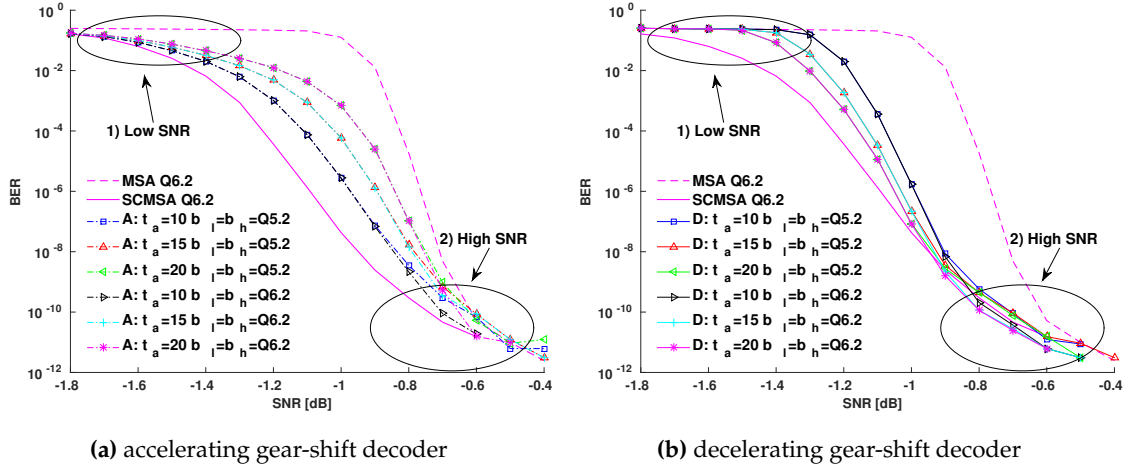 10^0
10^-2
10^-4
10^-6
10^-8
10^-10
10^-12
BER
1) Low SNR
MSA Q6.2
SCMSA Q6.2
A: t_a=10 b_l=b_h=Q5.2
A: t_a=15 b_l=b_h=Q5.2
A: t_a=20 b_l=b_h=Q5.2
A: t_a=10 b_l=b_h=Q6.2
A: t_a=15 b_l=b_h=Q6.2
A: t_a=20 b_l=b_h=Q6.2
2) High SNR
-1.8 -1.6 -1.4 -1.2 -1 -0.8 -0.6 -0.4
SNR [dB]
(a) accelerating gear-shift decoder
10^0
10^-2
10^-4
10^-6
10^-8
10^-10
10^-12
BER
1) Low SNR
MSA Q6.2
SCMSA Q6.2
D: t_a=10 b_l=b_h=Q5.2
D: t_a=15 b_l=b_h=Q5.2
D: t_a=20 b_l=b_h=Q5.2
D: t_a=10 b_l=b_h=Q6.2
D: t_a=15 b_l=b_h=Q6.2
D: t_a=20 b_l=b_h=Q6.2
2) High SNR
-1.8 -1.6 -1.4 -1.2 -1 -0.8 -0.6 -0.4
SNR [dB]
(b) decelerating gear-shift decoder